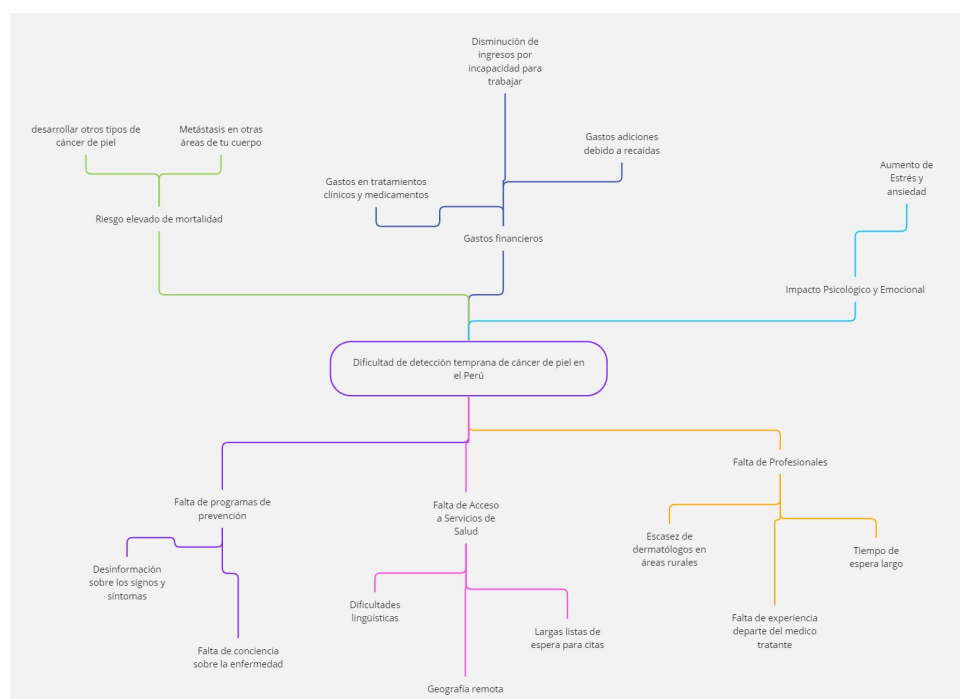 Disminución de
ingresos por
incapacidad para
trabajar
desarrollar otros tipos de
cáncer de piel
Metástasis en otras
áreas de tu cuerpo
Gastos adiciones
debido a recaidas
Aumento de
Estrés y
ansiedad
Gastos en tratamientos
clínicos y medicamentos
Riesgo elevado de mortalidad
Gastos financieros
Impacto Psicológico y Emocional
Dificultad de detección temprana de cáncer de piel en
el Perú
Falta de programas de
prevención
Falta de Acceso
a Servicios de
Salud
Falta de Profesionales
Desinformación
sobre los signos y
síntomas
Falta de conciencia
sobre la enfermedad
Dificultades
lingüísticas
Geografía remota
Largas listas de
espera para citas
Escasez de
dermatólogos en
áreas rurales
Falta de experiencia
departe del medico
tratante
Tiempo de
espera largo